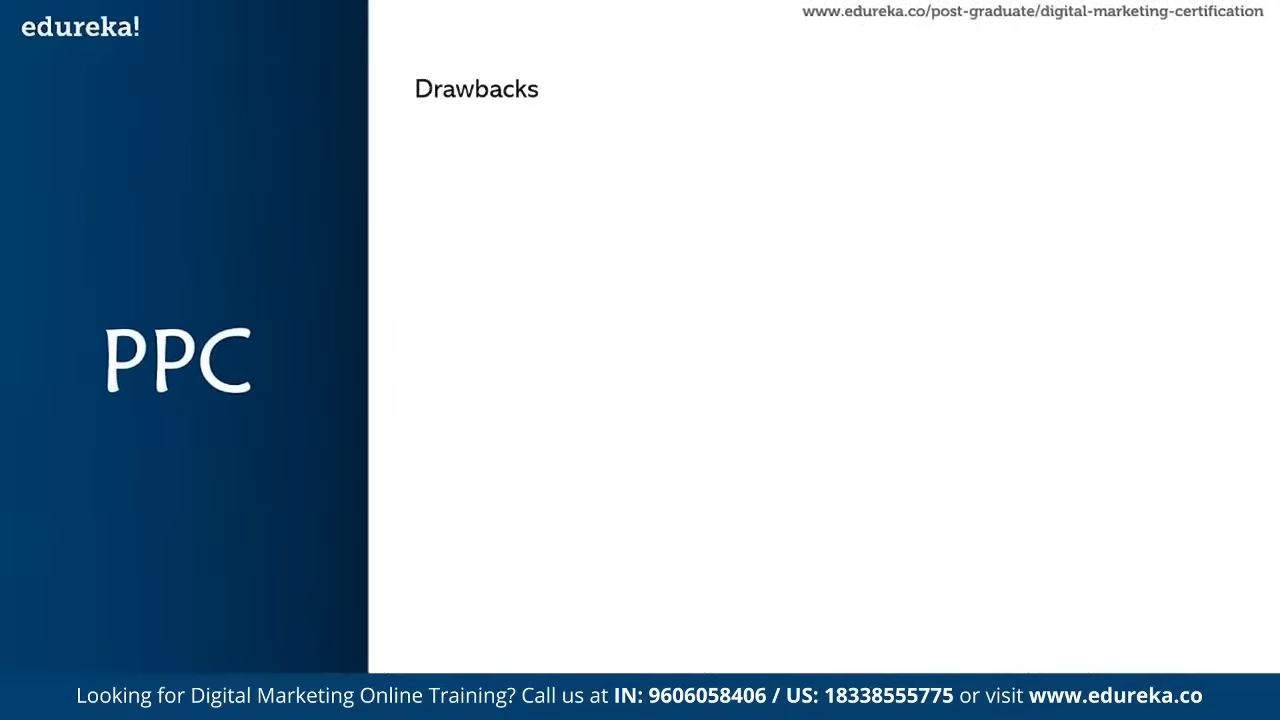 edureka!
www.edureka.co/post-graduate/digital-marketing-certification
Drawbacks
PPC
Looking for Digital Marketing Online Training? Call us at IN: 9606058406 / US: 18338555775 or visit www.edureka.co